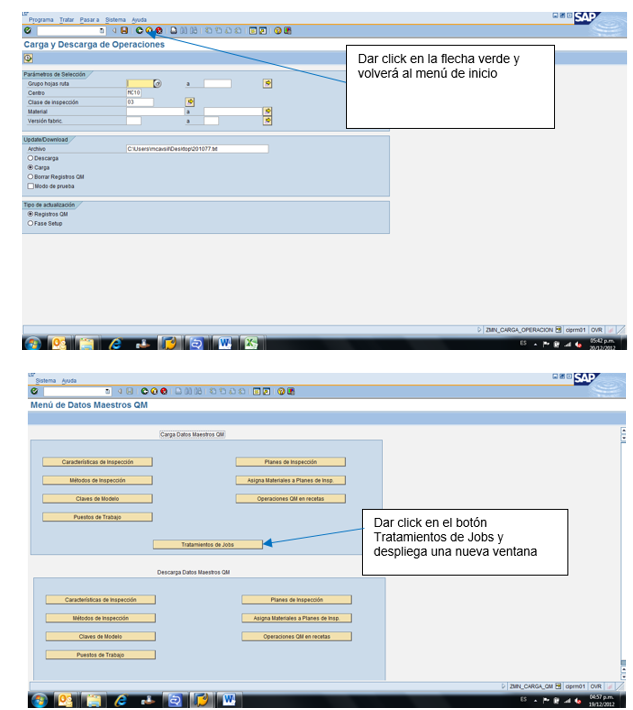 Programa Tratar Pasar a Sistema Ayuda
SAP
Carga y Descarga de Operaciones
Dar click en la flecha verde y
volverá al menú de inicio
Parámetros de Selección
Grupo hojas ruta a
Centro MC10
Clase de inspección 03
Material a
Versión fabric. a
Update/Download
Archivo C:\Users\mcavsil\Desktop\201077.txt
Descarga
Carga
Borrar Registros QM
Modo de prueba
Tipo de actualización
Registros QM
Fase Setup
ZMN_CARGA_OPERACION ciprm01 OVR
ES 05:42 p.m.
20/12/2012
Sistema Ayuda
SAP
Menú de Datos Maestros QM
Carga Datos Maestros QM
Características de Inspección Planes de Inspección
Métodos de Inspección Asigna Materiales a Planes de Insp.
Claves de Modelo Operaciones QM en recetas
Puestos de Trabajo
Tratamientos de Jobs
Dar click en el botón
Tratamientos de Jobs y
despliega una nueva ventana
Descarga Datos Maestros QM
Características de Inspección Planes de Inspección
Métodos de Inspección Asigna Materiales a Planes de Insp.
Claves de Modelo Operaciones QM en recetas
Puestos de Trabajo
ZMN_CARGA_QM ciprm01 OVR
ES 04:57 p.m.
19/12/2012